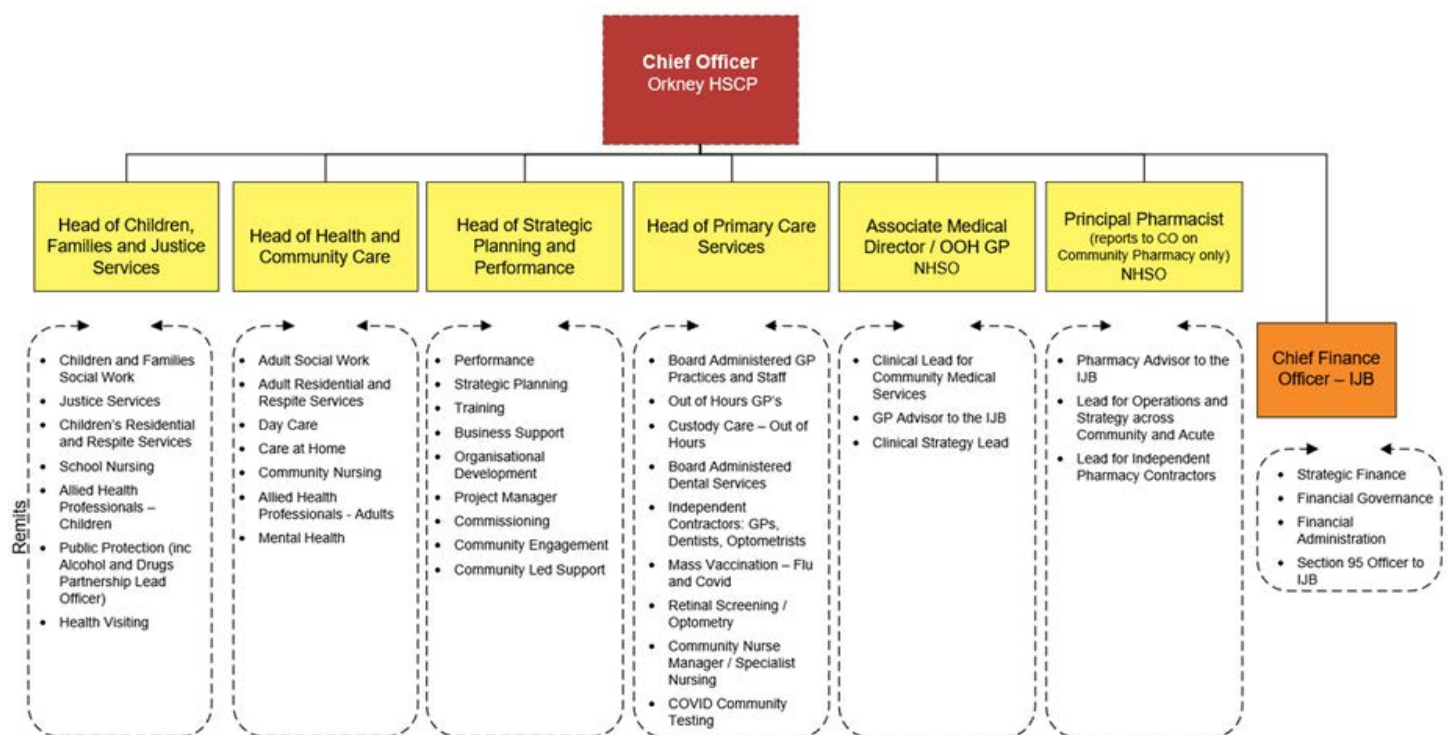 Chief Officer
Orkney HSCP
Head of Children,
Families and Justice
Services
Head of Health and
Community Care
Head of Strategic
Planning and
Performance
Head of Primary Care
Services
Associate Medical
Director / OOH GP
NHSO
Principal Pharmacist
(reports to CO on
Community Pharmacy only)
NHSO
Chief Finance
Officer – IJB
Remits
• Children and Families
Social Work
• Justice Services
• Children's Residential
and Respite Services
• School Nursing
• Allied Health
Professionals –
Children
• Public Protection (inc
Alcohol and Drugs
Partnership Lead
Officer)
• Health Visiting
• Adult Social Work
• Adult Residential and
Respite Services
• Day Care
• Care at Home
• Community Nursing
• Allied Health
Professionals - Adults
• Mental Health
• Performance
• Strategic Planning
• Training
• Business Support
• Organisational
Development
• Project Manager
• Commissioning
• Community Engagement
• Community Led Support
• Board Administered GP
Practices and Staff
• Out of Hours GP's
• Custody Care – Out of
Hours
• Board Administered
Dental Services
• Independent
Contractors: GPs,
Dentists, Optometrists
• Mass Vaccination – Flu
and Covid
• Retinal Screening /
Optometry
• Community Nurse
Manager / Specialist
Nursing
• COVID Community
Testing
• Clinical Lead for
Community Medical
Services
• GP Advisor to the IJB
• Clinical Strategy Lead
• Pharmacy Advisor to the
IJB
• Lead for Operations and
Strategy across
Community and Acute
• Lead for Independent
Pharmacy Contractors
• Strategic Finance
• Financial Governance
• Financial
Administration
• Section 95 Officer to
IJB